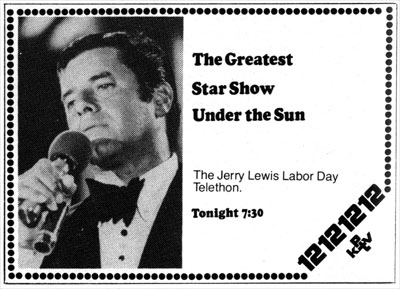 The Greatest
Star Show
Under the Sun
The Jerry Lewis Labor Day
Telethon.
Tonight 7:30
12 12 12 12